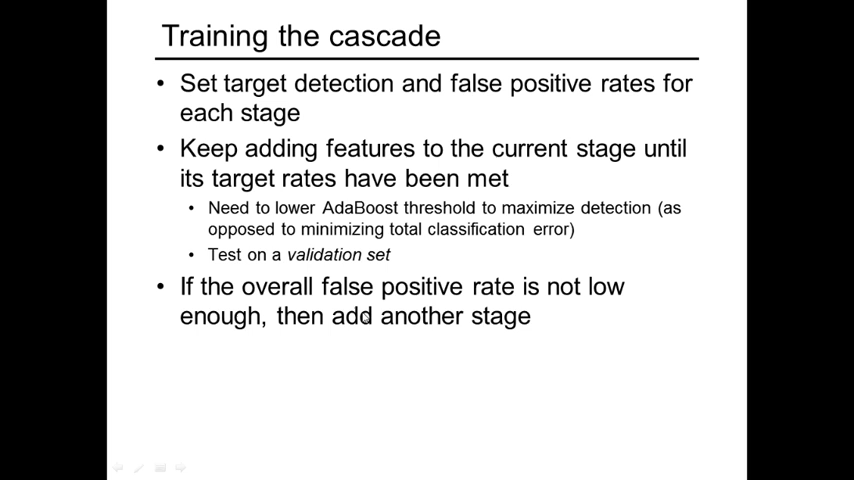 Training the cascade
• Set target detection and false positive rates for
each stage
• Keep adding features to the current stage until
its target rates have been met
• Need to lower AdaBoost threshold to maximize detection (as
opposed to minimizing total classification error)
• Test on a validation set
• If the overall false positive rate is not low
enough, then add another stage